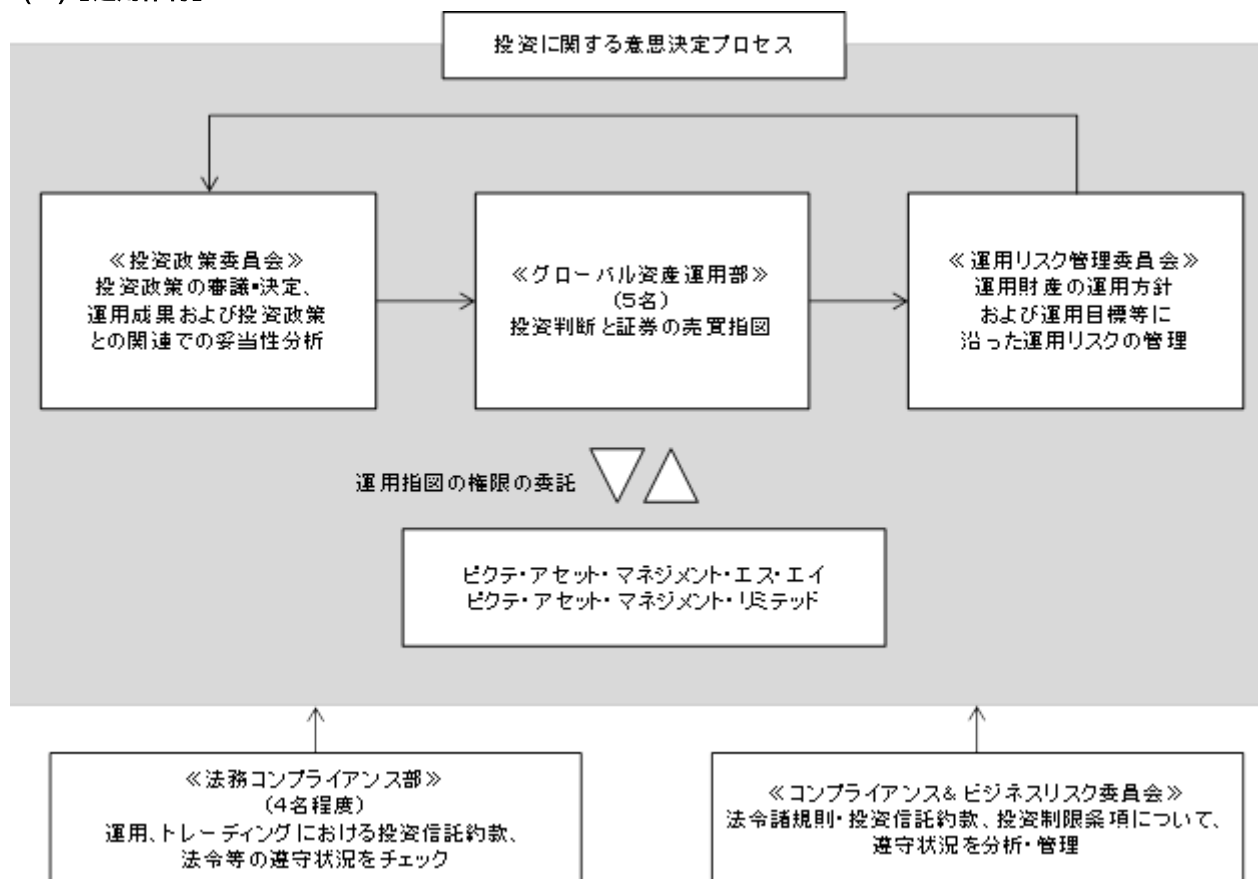 投資に関する意思決定プロセス
≪投資政策委員会≫
投資政策の審議・決定、
運用成果および投資政策
との関連での妥当性分析
≪グローバル資産運用部≫
(5名)
投資判断と証券の売買指図
≪運用リスク管理委員会≫
運用財産の運用方針
および運用目標等に
沿った運用リスクの管理
運用指図の権限の委託
ピクテ・アセット・マネジメント・エス・エイ
ピクテ・アセット・マネジメント・リミテッド
≪法務コンプライアンス部≫
(4名程度)
運用、トレーディングにおける投資信託約款、
法令等の遵守状況をチェック
≪コンプライアンス&ビジネスリスク委員会≫
法令諸規則・投資信託約款、投資制限条項について、
遵守状況を分析・管理